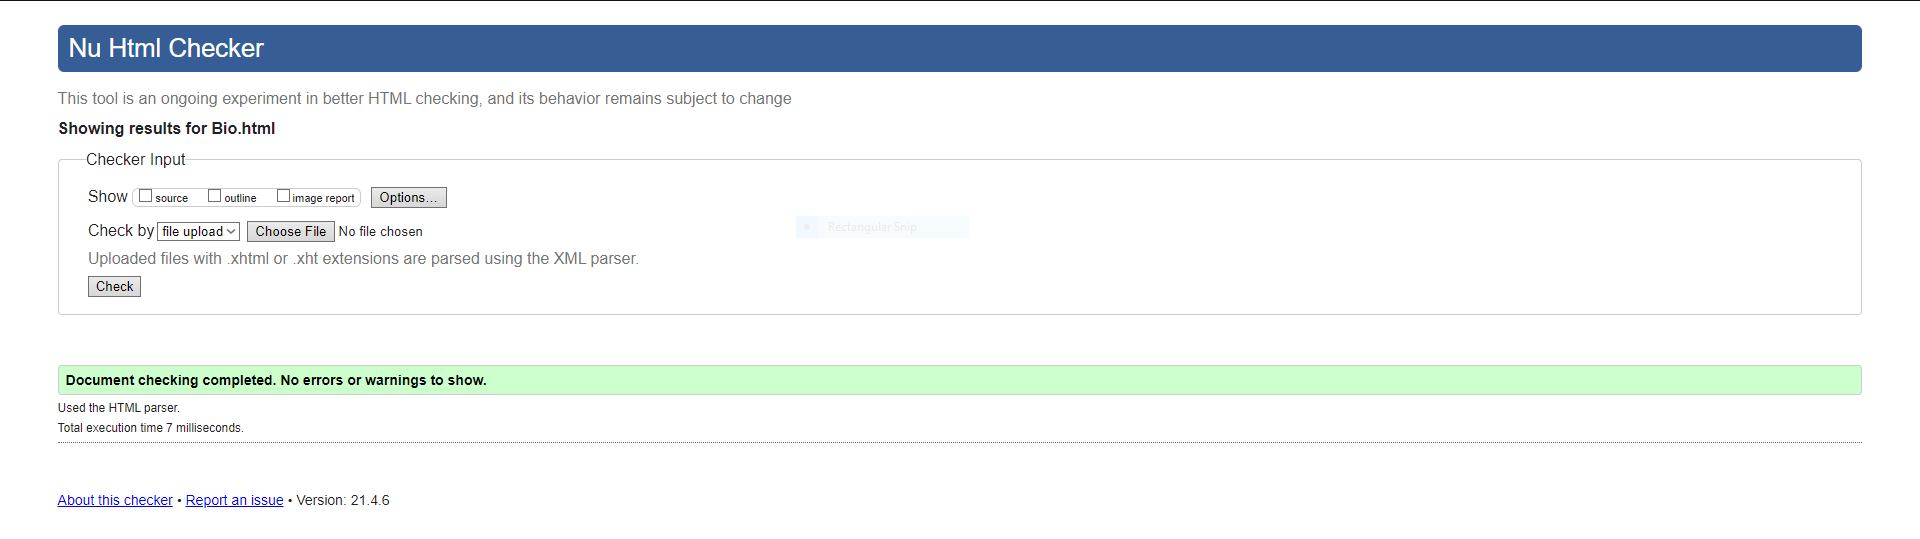 Nu Html Checker
This tool is an ongoing experiment in better HTML checking, and its behavior remains subject to change
Showing results for Bio.html
Checker Input
Show source outline image report Options...
Check by file upload Choose File No file chosen
Rectangular Snip
Uploaded files with .xhtml or .xht extensions are parsed using the XML parser.
Check
Document checking completed. No errors or warnings to show.
Used the HTML parser.
Total execution time 7 milliseconds.
About this checker • Report an issue • Version: 21.4.6